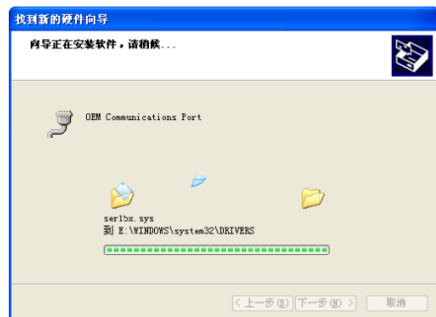 找到新的硬件向导
向导正在安装软件，请稍候...
OEM Communications Port
serlbx.sys
到 E:\WINDOWS\system32\DRIVERS
< 上一步(B)
下一步(N) >
取消